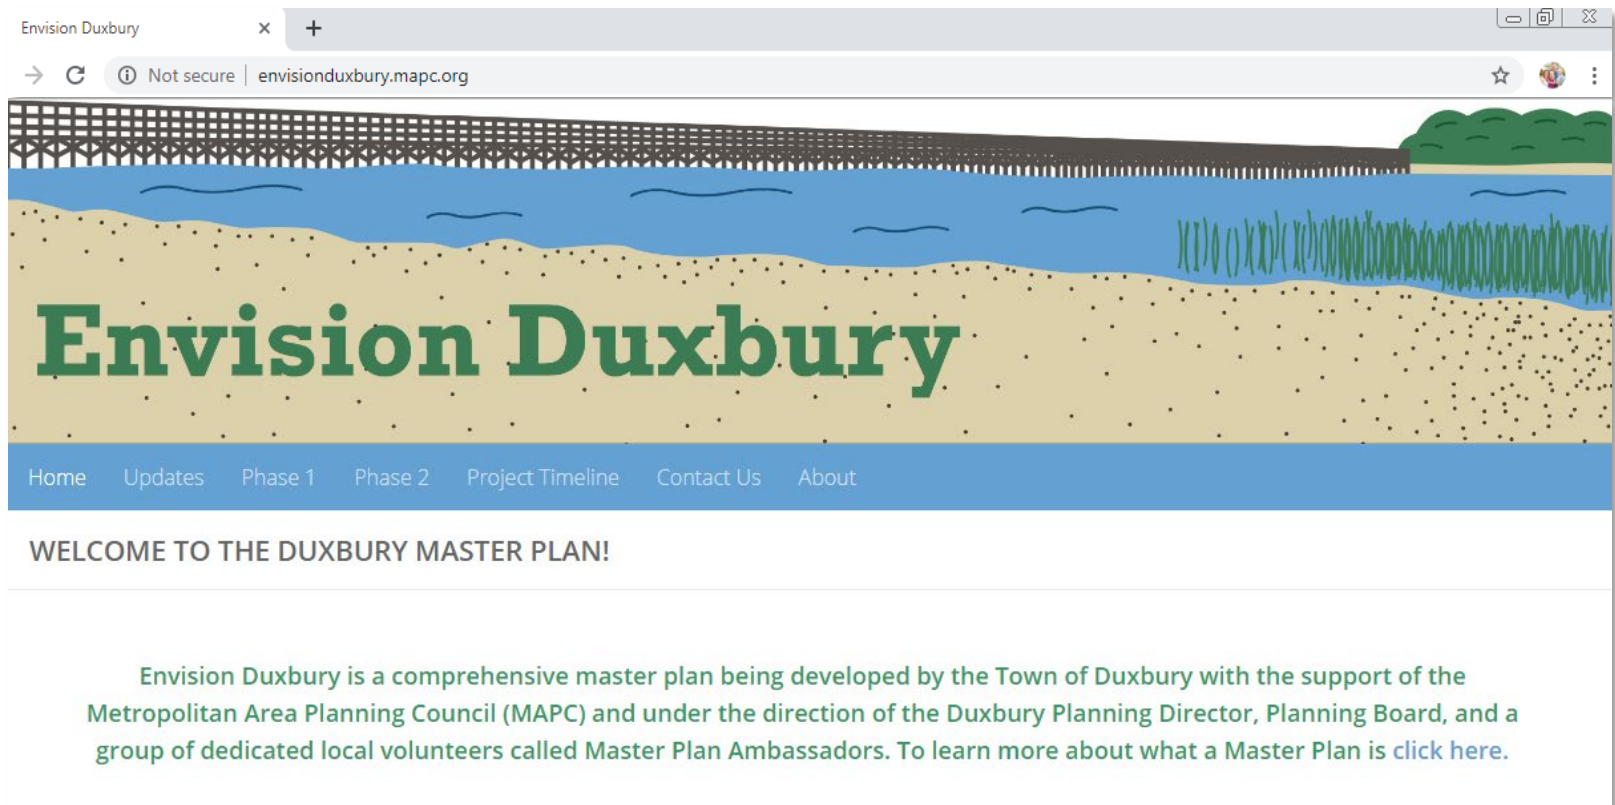 Envision Duxbury
Not secure | envisionduxbury.mapc.org
Envision Duxbury
Home Updates Phase 1 Phase 2 Project Timeline Contact Us About
WELCOME TO THE DUXBURY MASTER PLAN!
Envision Duxbury is a comprehensive master plan being developed by the Town of Duxbury with the support of the
Metropolitan Area Planning Council (MAPC) and under the direction of the Duxbury Planning Director, Planning Board, and a
group of dedicated local volunteers called Master Plan Ambassadors. To learn more about what a Master Plan is click here.